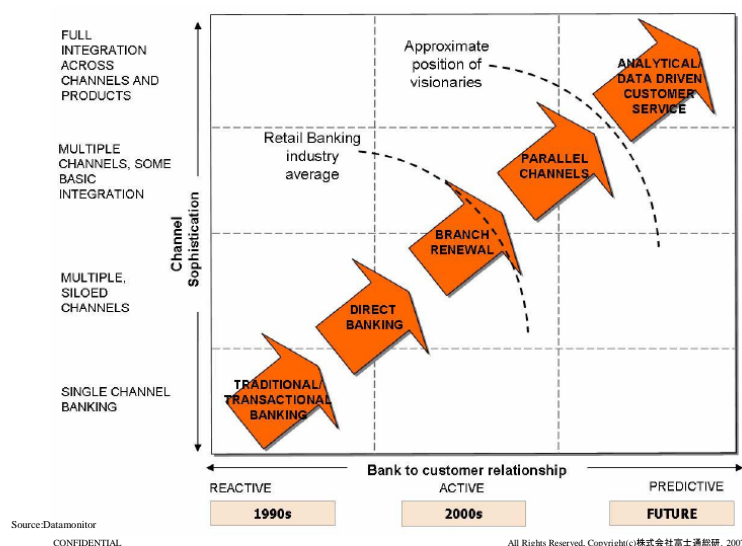 FULL
INTEGRATION
ACROSS
CHANNELS AND
PRODUCTS
MULTIPLE
CHANNELS, SOME
BASIC
INTEGRATION
MULTIPLE,
SILOED
CHANNELS
SINGLE CHANNEL
BANKING
Channel
Sophistication
Approximate
position of
visionaries
Retail Banking
industry
average
ANALYTICAL/
DATA DRIVEN
CUSTOMER
SERVICE
PARALLEL
CHANNELS
BRANCH
RENEWAL
DIRECT
BANKING
TRADITIONAL/
TRANSACTIONAL
BANKING
Bank to customer relationship
REACTIVE
ACTIVE
PREDICTIVE
1990s
2000s
FUTURE
Source:Datamonitor
CONFIDENTIAL
All Rights Reserved, Copyright(c)株式会社富士通総研,